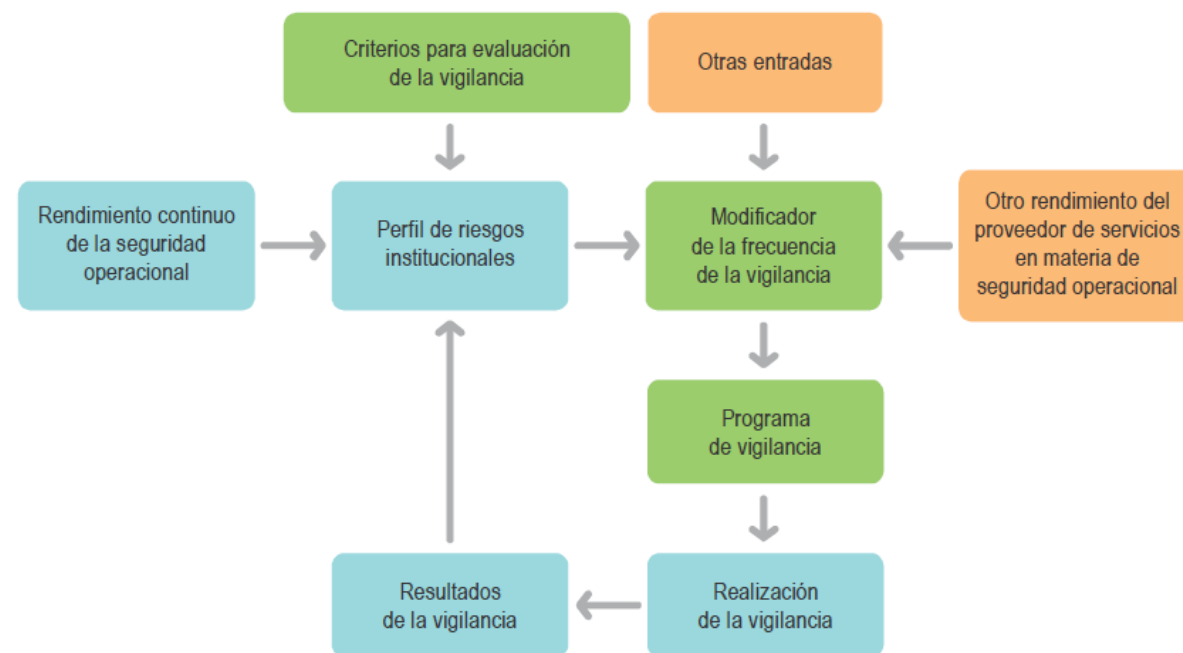 Criterios para evaluación
de la vigilancia
Otras entradas
Rendimiento continuo
de la seguridad
operacional
Perfil de riesgos
institucionales
Modificador
de la frecuencia
de la vigilancia
Otro rendimiento del
proveedor de servicios
en materia de
seguridad operacional
Programa
de vigilancia
Resultados
de la vigilancia
Realización
de la vigilancia